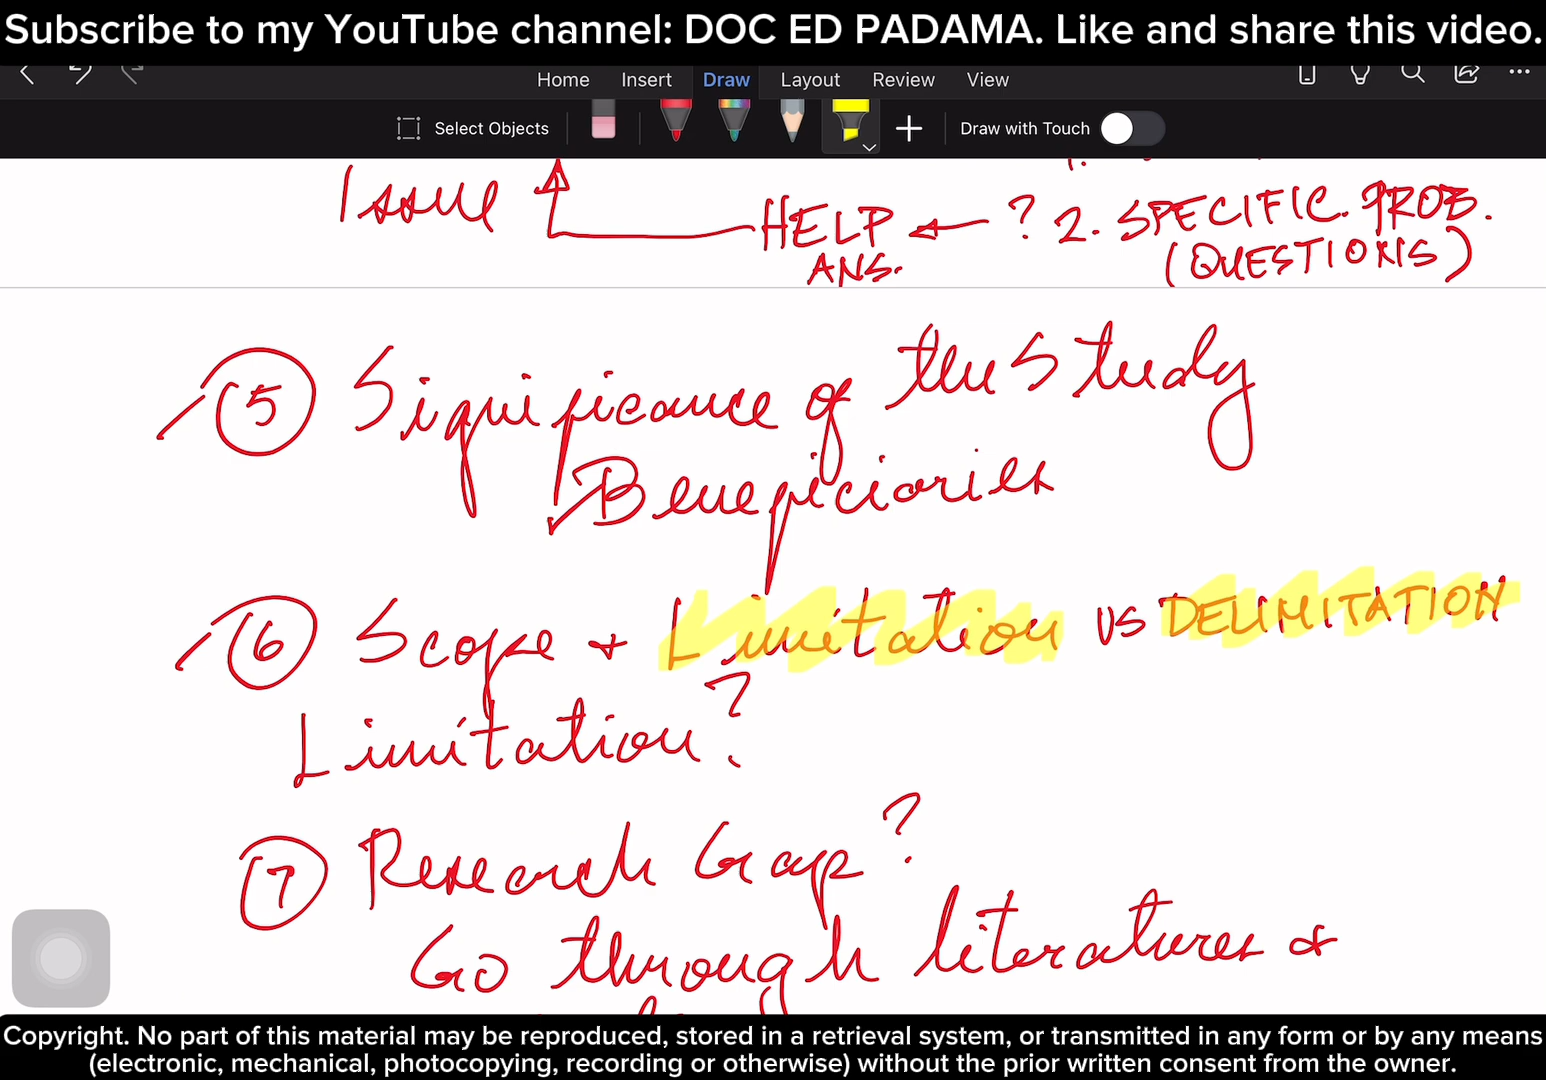 Subscribe to my YouTube channel: DOC ED PADAMA. Like and share this video.
Home Insert Draw Layout Review View
Select Objects Draw with Touch
Issue HELP ? 2. SPECIFIC. PROB.
ANS. (QUESTIONS)
5 Significance of the Study
Beneficiaries
6 Scope + Limitation VS DELIMITATION
Limitation?
7 Research Gap?
Go through literatures &
Copyright. No part of this material may be reproduced, stored in a retrieval system, or transmitted in any form or by any means
(electronic, mechanical, photocopying, recording or otherwise) without the prior written consent from the owner.